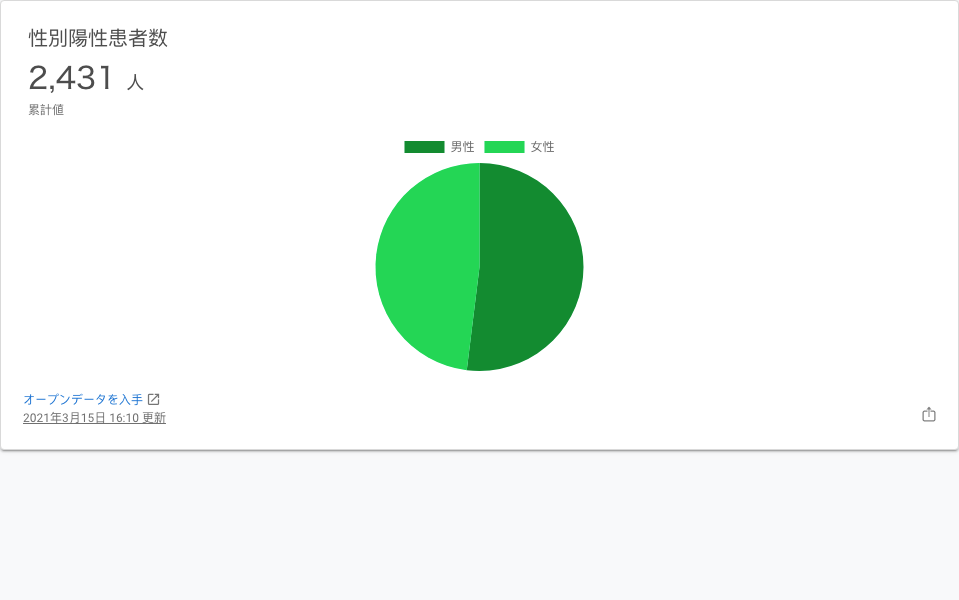 性別陽性患者数
2,431 人
累計値
男性 女性
オープンデータを入手
2021年3月15日 16:10 更新